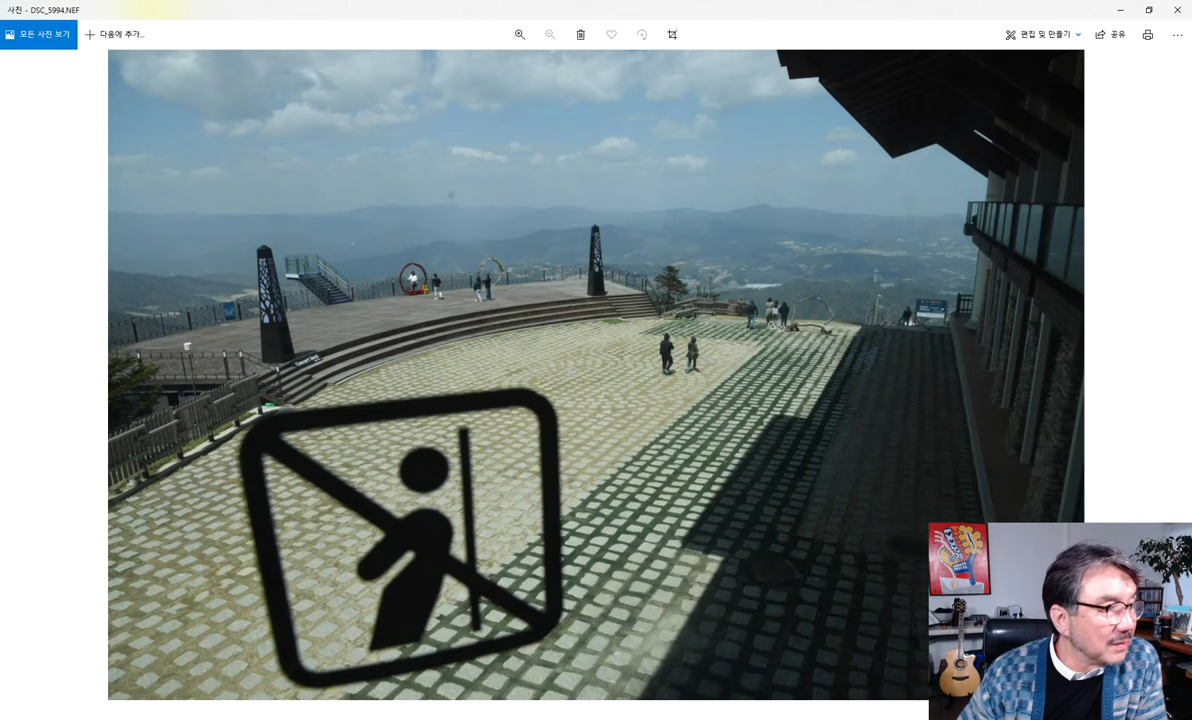 사진 - DSC_5994.NEF
모든 사진 보기
다음에 추가...
편집 및 만들기
공유